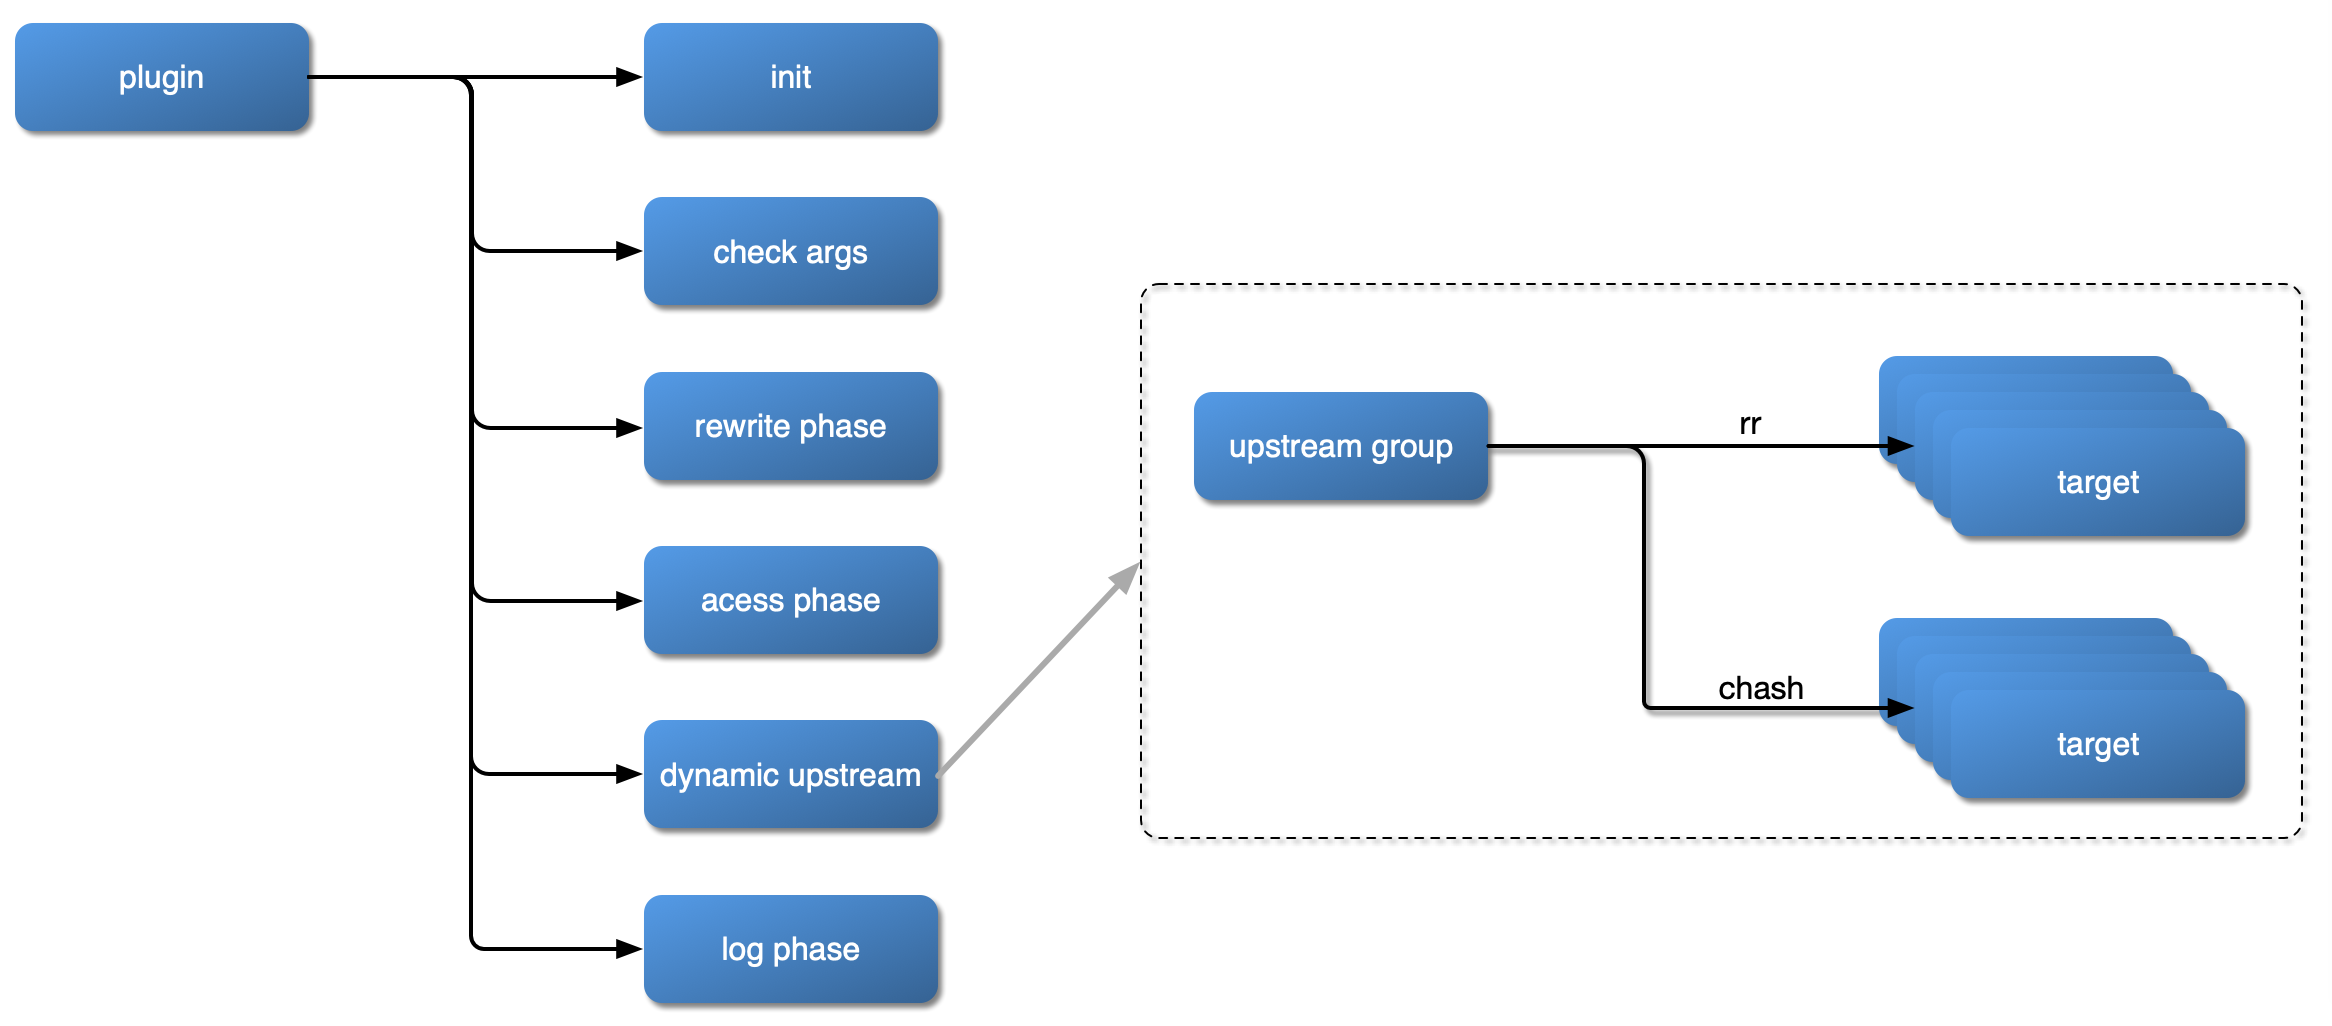 plugin
init
check args
rewrite phase
acess phase
dynamic upstream
log phase
upstream group
rr
target
chash
target